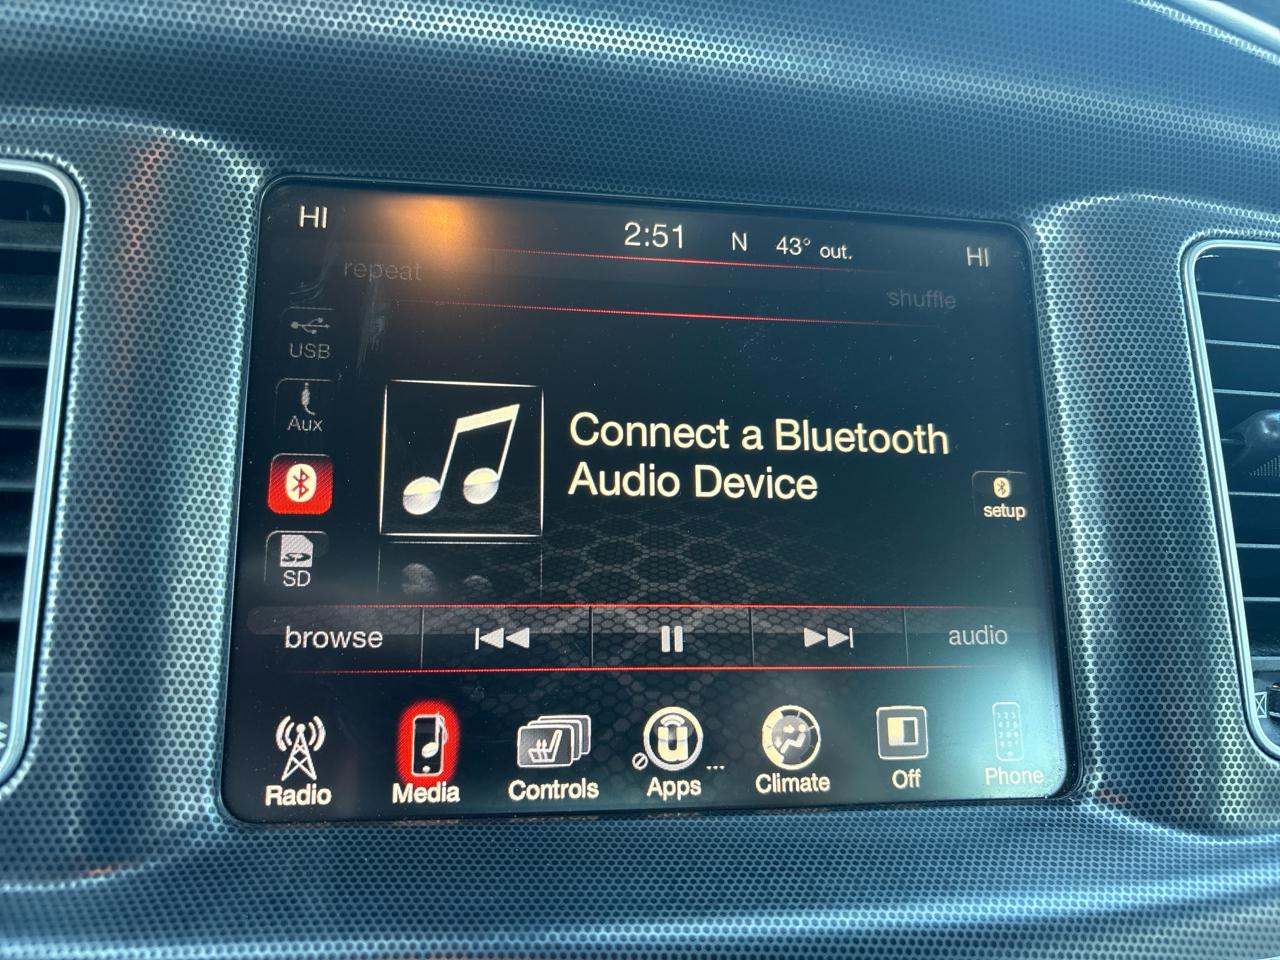 HI
2:51 N 43° out.
HI
repeat
shuffle
USB
Aux
Connect a Bluetooth
Audio Device
setup
SD
browse
audio
Radio
Media
Controls
Apps ...
Climate
Off
Phone